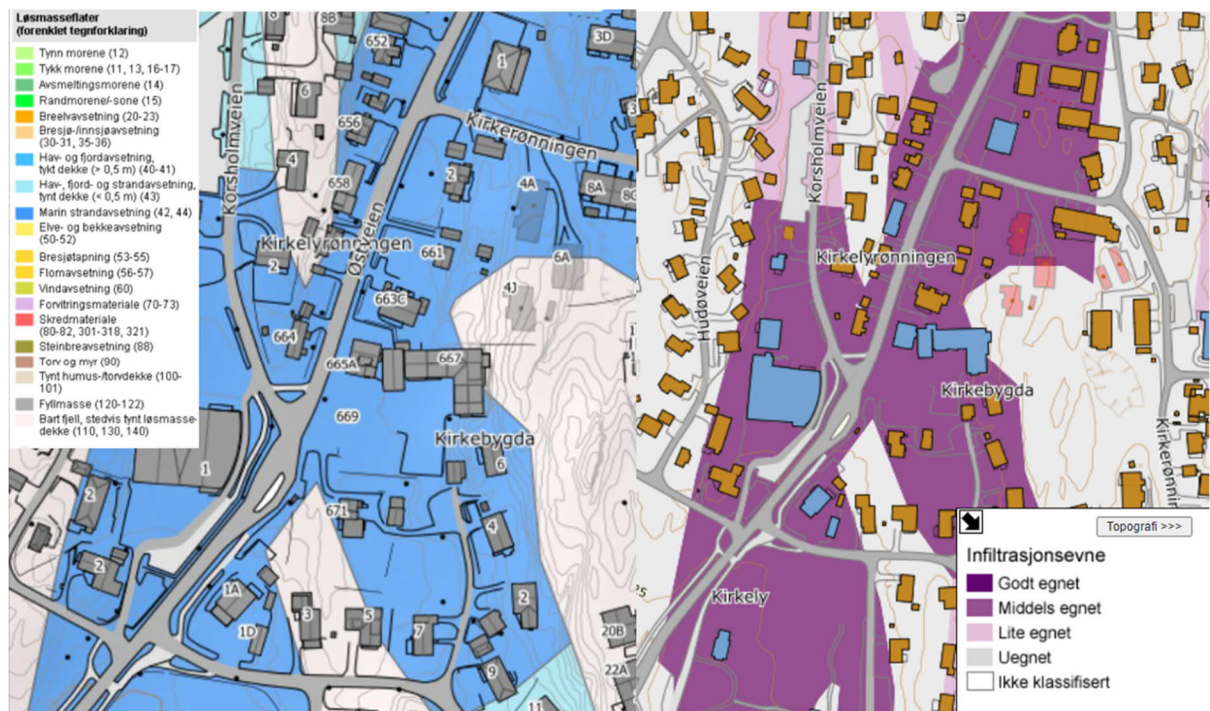 Løsmasseflater
(forenklet tegnforklaring)
Tynn morene (12)
Tykk morene (11, 13, 16-17)
Avsmeltingsmorene (14)
Randmorene/-sone (15)
Breelvavsetning (20-23)
Bresjø-/innsjøavsetning
(30-31, 35-36)
Hav- og fjordavsetning,
tykt dekke (> 0,5 m) (40-41)
Hav-, fjord- og strandavsetning,
tynt dekke (< 0,5 m) (43)
Marin strandavsetning (42, 44)
Elve- og bekkeavsetning
(50-52)
Bresjøtapning (53-55)
Flomavsetning (56-57)
Vindavsetning (60)
Forvitringsmateriale (70-73)
Skredmateriale
(80-82, 301-318, 321)
Steinbreavsetning (88)
Torv og myr (90)
Tynt humus-/torvdekke (100-
101)
Fyllmasse (120-122)
Bart fjell, stedvis tynt løsmasse-
dekke (110, 130, 140)
8
8B
652
1
3D
6
656
Kirkerønningen
Korsholmveien
4
658
2
4A
8A
Kirkelyrønningen
Østveien
2
661
6A
663C
4J
664
665A
667
669
Kirkebygda
6
1
2
671
4
2
1A
3
5
2
1D
7
20B
9
22A
11
Korsholmveien
Hudøveien
Kirkelyrønningen
Kirkebygda
Kirkerønnin
Kirkely
Topografi >>>
Infiltrasjonsevne
Godt egnet
Middels egnet
Lite egnet
Uegnet
Ikke klassifisert